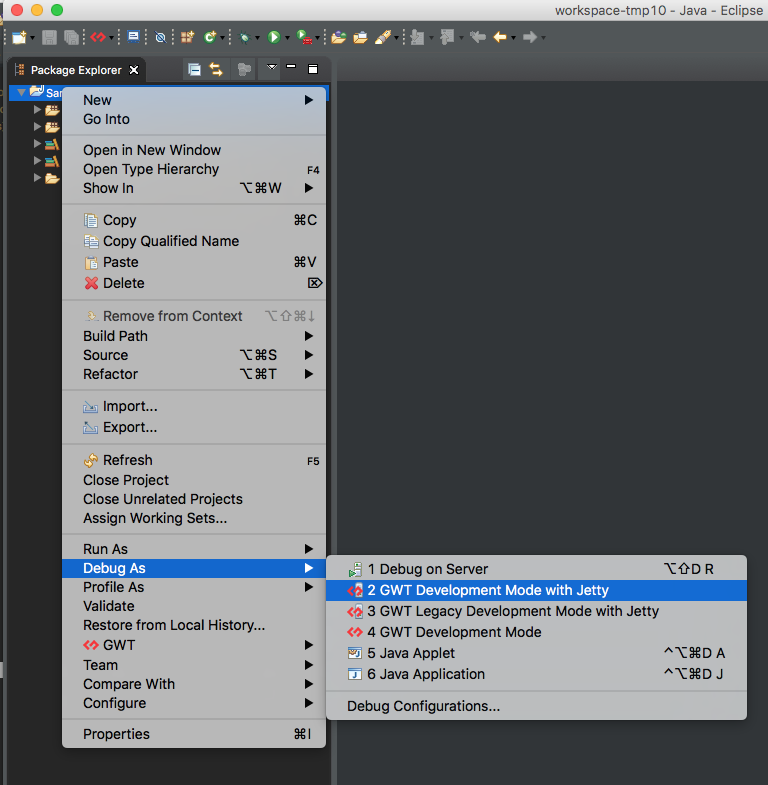 workspace-tmp10 - Java - Eclipse
Package Explorer
New
Go Into
Open in New Window
Open Type Hierarchy F4
Show In ⌥⌘W
Copy ⌘C
Copy Qualified Name
Paste ⌘V
Delete ⌦
Remove from Context ⌥⇧⌘↓
Build Path
Source ⌥⌘S
Refactor ⌥⌘T
Import...
Export...
Refresh F5
Close Project
Close Unrelated Projects
Assign Working Sets...
Run As
Debug As
Profile As
Validate
Restore from Local History...
GWT
Team
Compare With
Configure
Properties ⌘I
1 Debug on Server ⌥⇧D R
2 GWT Development Mode with Jetty
3 GWT Legacy Development Mode with Jetty
4 GWT Development Mode
5 Java Applet ^⌥⌘D A
6 Java Application ^⌥⌘D J
Debug Configurations...